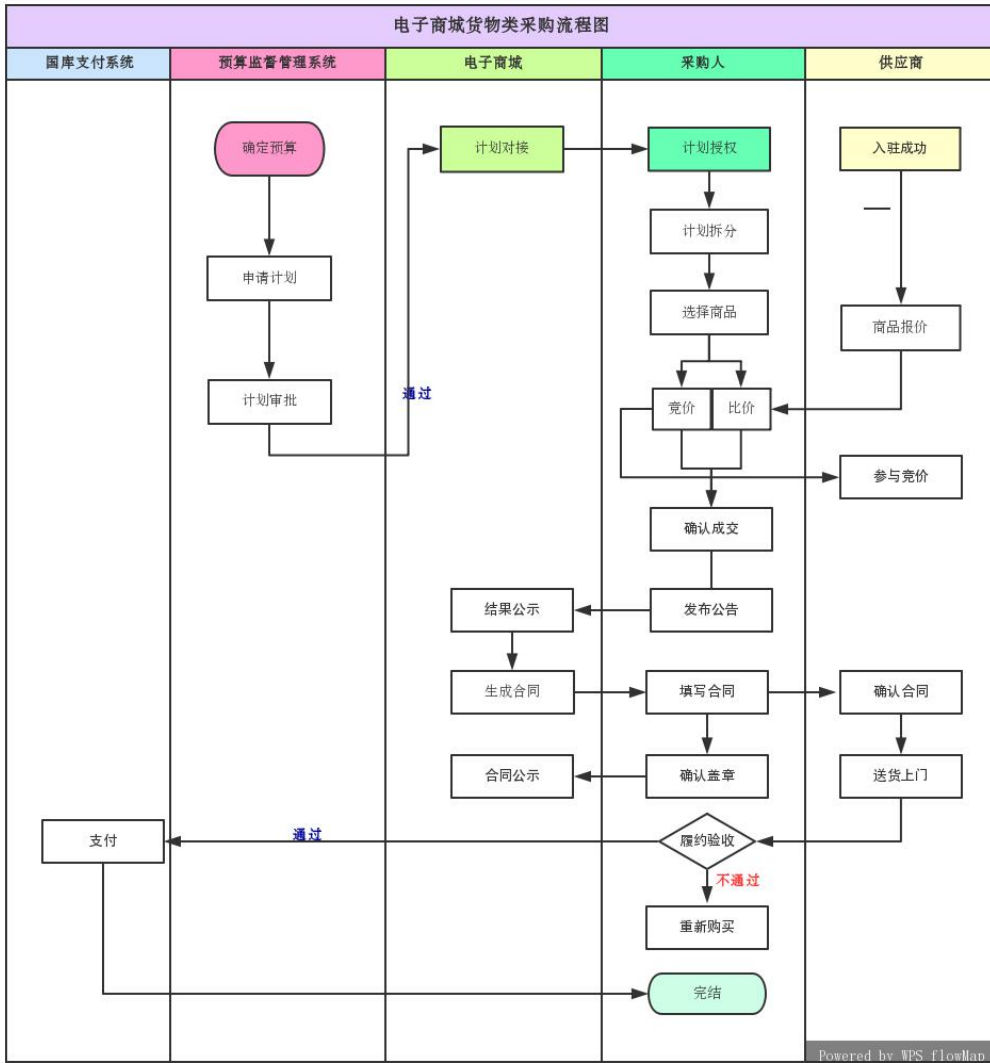 电子商城货物类采购流程图
国库支付系统
预算监督管理系统
电子商城
采购人
供应商
确定预算
计划对接
计划授权
入驻成功
计划拆分
申请计划
选择商品
商品报价
计划审批
通过
竞价
比价
参与竞价
确认成交
结果公示
发布公告
生成合同
填写合同
确认合同
合同公示
确认盖章
送货上门
支付
通过
履约验收
不通过
重新购买
完结
Powered by WPS flowMap